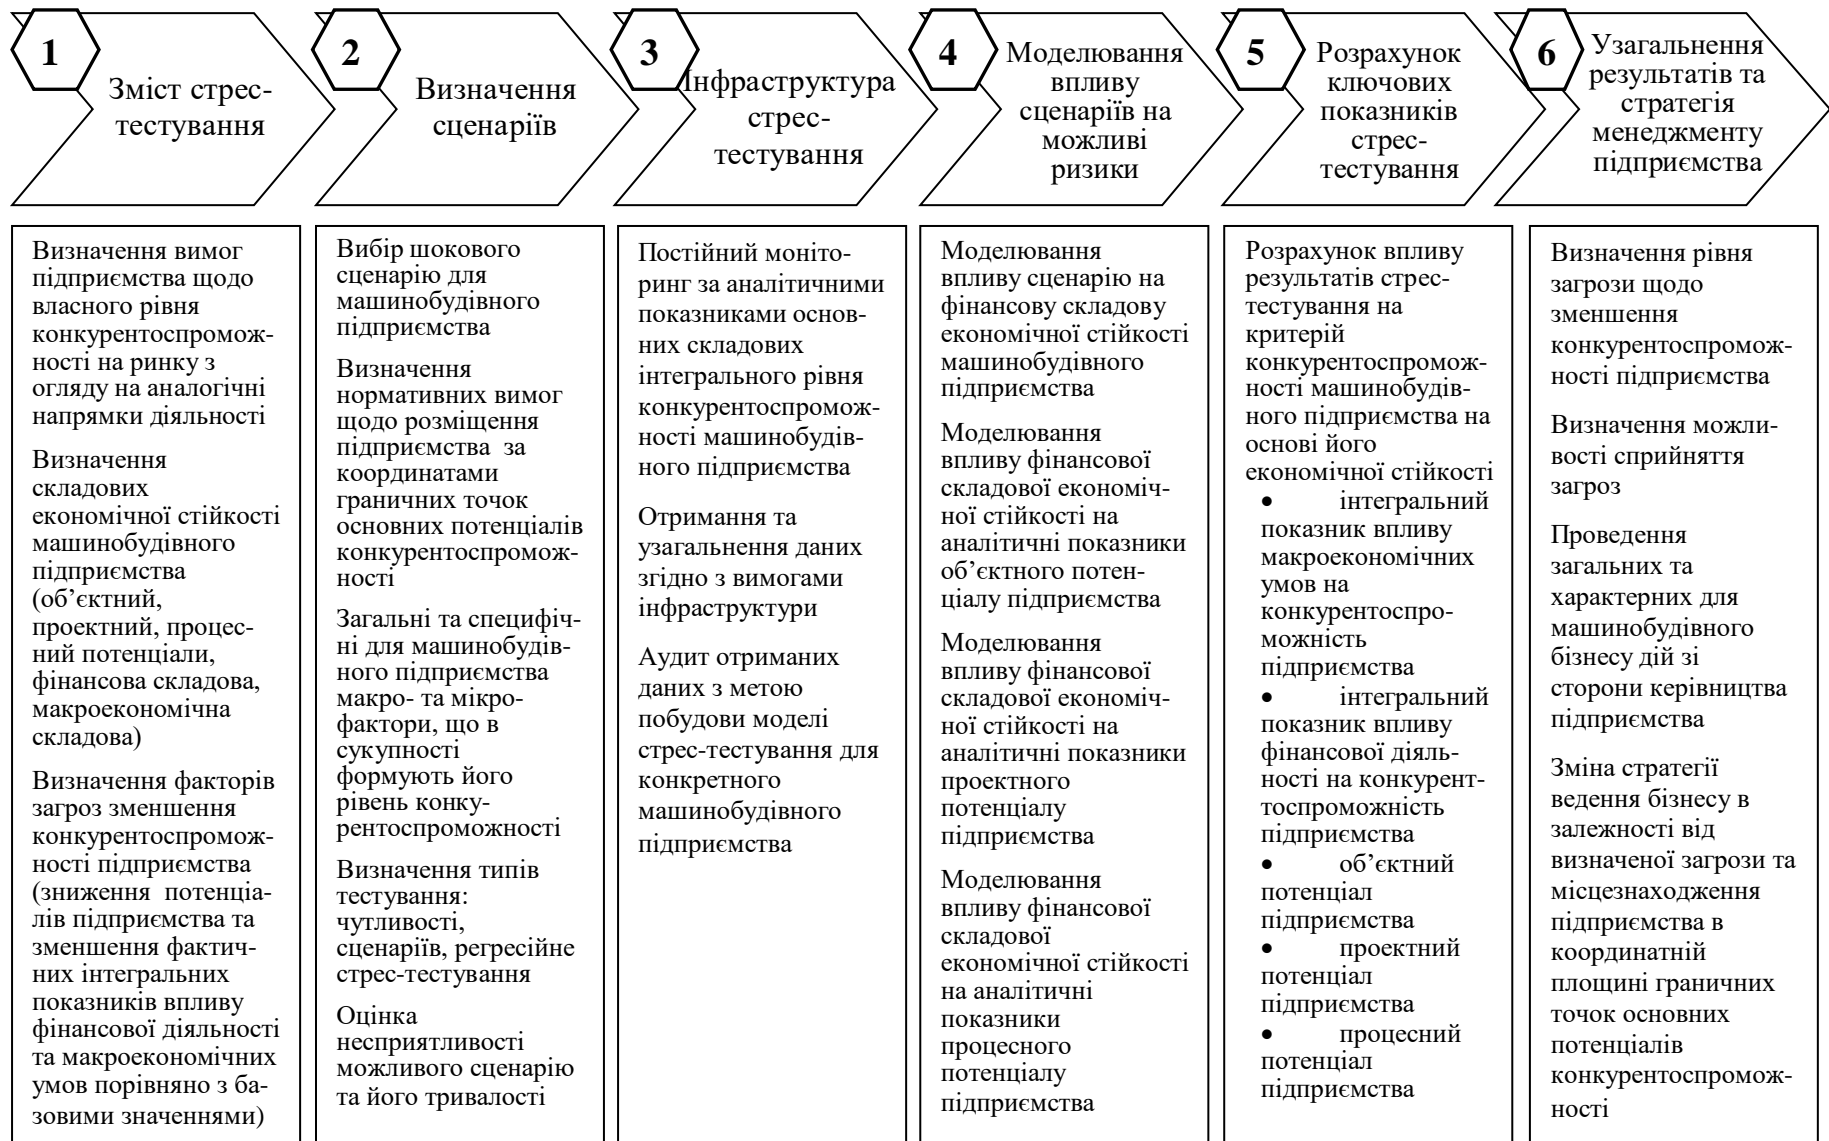 1
Зміст стрес-
тестування
2
Визначення
сценаріїв
3
Інфраструктура
стрес-
тестування
4
Моделювання
впливу
сценаріїв на
можливі
ризики
5
Розрахунок
ключових
показників
стрес-
тестування
6
Узагальнення
результатів та
стратегія
менеджменту
підприємства
Визначення вимог
підприємства щодо
власного рівня
конкурентоспромож-
ності на ринку з
огляду на аналогічні
напрямки діяльності
Визначення
складових
економічної стійкості
машинобудівного
підприємства
(об’єктний,
проектний, процес-
ний потенціали,
фінансова складова,
макроекономічна
складова)
Визначення факторів
загроз зменшення
конкурентоспромож-
ності підприємства
(зниження потенціа-
лів підприємства та
зменшення фактич-
них інтегральних
показників впливу
фінансової діяльності
та макроекономічних
умов порівняно з ба-
зовими значеннями)
Вибір шокового
сценарію для
машинобудівного
підприємства
Визначення
нормативних вимог
щодо розміщення
підприємства за
координатами
граничних точок
основних потенціалів
конкурентоспромож-
ності
Загальні та специфіч-
ні для машинобудів-
ного підприємства
макро- та мікро-
фактори, що в
сукупності
формують його
рівень конку-
рентоспроможності
Визначення типів
тестування:
чутливості,
сценаріїв, регресійне
стрес-тестування
Оцінка
несприятливості
можливого сценарію
та його тривалості
Постійний моніто-
ринг за аналітичними
показниками основ-
них складових
інтегрального рівня
конкурентоспромож-
ності машинобудів-
ного підприємства
Отримання та
узагальнення даних
згідно з вимогами
інфраструктури
Аудит отриманих
даних з метою
побудови моделі
стрес-тестування для
конкретного
машинобудівного
підприємства
Моделювання
впливу сценарію на
фінансову складову
економічної стійкості
машинобудівного
підприємства
Моделювання
впливу фінансової
складової економіч-
ної стійкості на
аналітичні показники
об’єктного потен-
ціалу підприємства
Моделювання
впливу фінансової
складової економіч-
ної стійкості на
аналітичні показники
проектного
потенціалу
підприємства
Моделювання
впливу фінансової
складової
економічної стійкості
на аналітичні
показники
процесного
потенціалу
підприємства
Розрахунок впливу
результатів стрес-
тестування на
критерій
конкурентоспромож-
ності машинобудів-
ного підприємства на
основі його
економічної стійкості
• інтегральний
показник впливу
макроекономічних
умов на
конкурентоспро-
можність
підприємства
• інтегральний
показник впливу
фінансової діяль-
ності на конкурент-
тоспроможність
підприємства
• об’єктний
потенціал
підприємства
• проектний
потенціал
підприємства
• процесний
потенціал
підприємства
Визначення рівня
загрози щодо
зменшення
конкурентоспромож-
ності підприємства
Визначення можли-
вості сприйняття
загроз
Проведення
загальних та
характерних для
машинобудівного
бізнесу дій зі
сторони керівництва
підприємства
Зміна стратегії
ведення бізнесу в
залежності від
визначеної загрози та
місцезнаходження
підприємства в
координатній
площині граничних
точок основних
потенціалів
конкурентоспромож-
ності